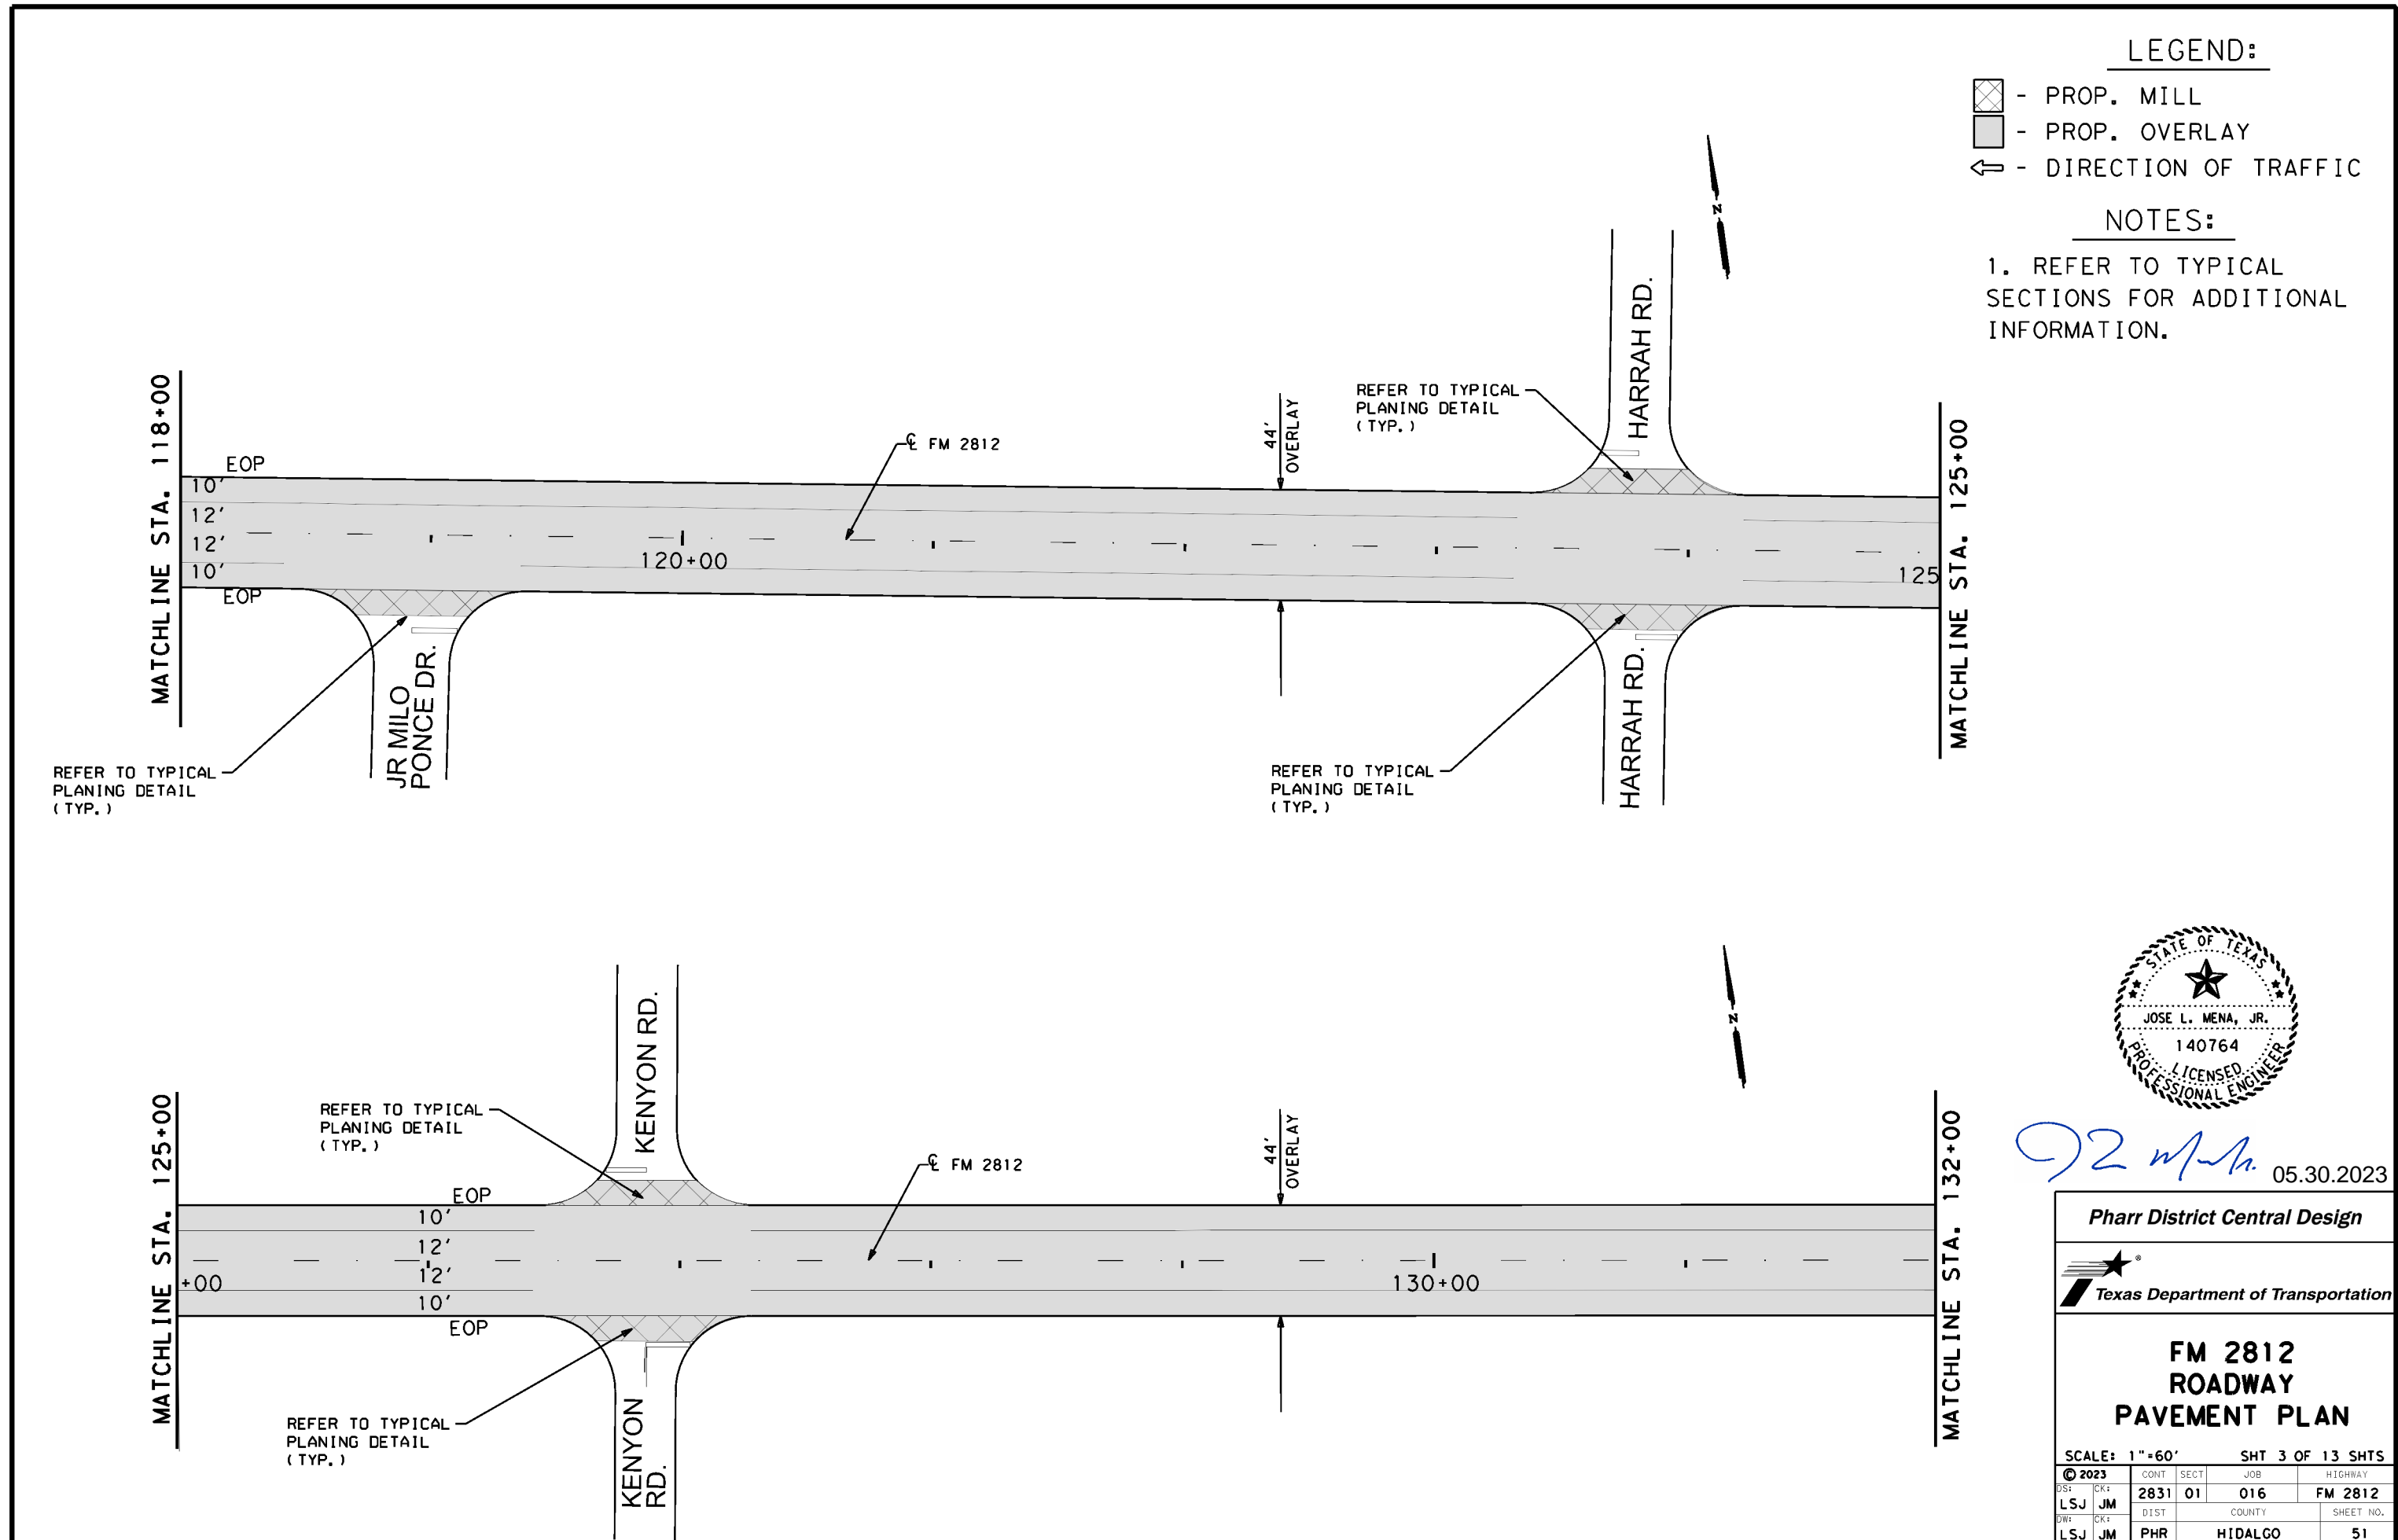 LEGEND:
- PROP. MILL
- PROP. OVERLAY
- DIRECTION OF TRAFFIC
NOTES:
1. REFER TO TYPICAL
SECTIONS FOR ADDITIONAL
INFORMATION.
N
MATCHLINE STA. 118+00
EOP
10'
12'
12'
10'
EOP
120+00
℄ FM 2812
44'
OVERLAY
REFER TO TYPICAL
PLANING DETAIL
(TYP.)
HARRAH RD.
125
MATCHLINE STA. 125+00
REFER TO TYPICAL
PLANING DETAIL
(TYP.)
JR MILO
PONCE DR.
REFER TO TYPICAL
PLANING DETAIL
(TYP.)
HARRAH RD.
N
MATCHLINE STA. 125+00
REFER TO TYPICAL
PLANING DETAIL
(TYP.)
KENYON RD.
EOP
10'
12'
12'
10'
EOP
+00
℄ FM 2812
44'
OVERLAY
130+00
MATCHLINE STA. 132+00
REFER TO TYPICAL
PLANING DETAIL
(TYP.)
KENYON
RD.
STATE OF TEXAS
JOSE L. MENA, JR.
140764
LICENSED
PROFESSIONAL ENGINEER
05.30.2023
Pharr District Central Design
®
Texas Department of Transportation
FM 2812
ROADWAY
PAVEMENT PLAN
SCALE: 1"=60' SHT 3 OF 13 SHTS
© 2023 CONT SECT JOB HIGHWAY
DS: CK: 2831 01 016 FM 2812
LSJ JM
DW: CK: DIST COUNTY SHEET NO.
LSJ JM PHR HIDALGO 51